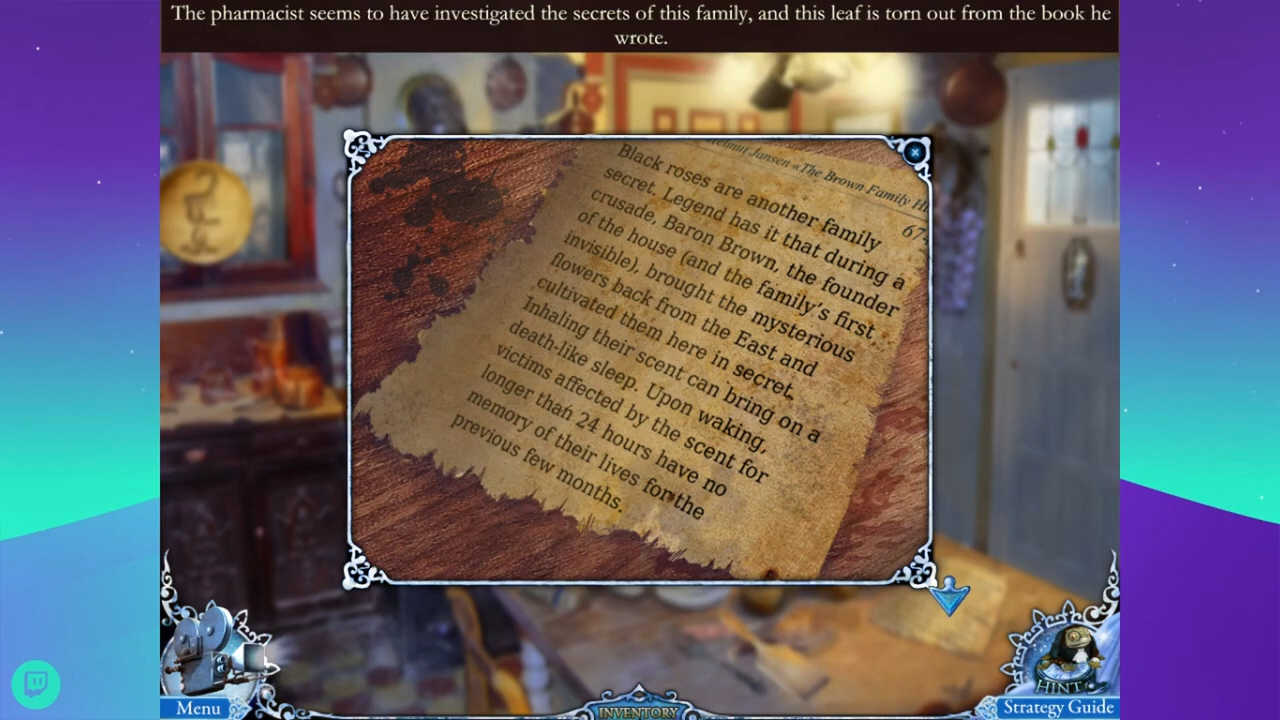 The pharmacist seems to have investigated the secrets of this family, and this leaf is torn out from the book he
wrote.
Jansen «The Brown Family
67
Black roses are another family
secret. Legend has it that during a
crusade, Baron Brown, the founder
of the house (and the family's first
invisible), brought the mysterious
flowers back from the East and
cultivated them here in secret.
Inhaling their scent can bring on a
death-like sleep. Upon waking,
victims affected by the scent for
longer than 24 hours have no
memory of their lives for the
previous few months.
HINT
Menu
INVENTORY
Strategy Guide